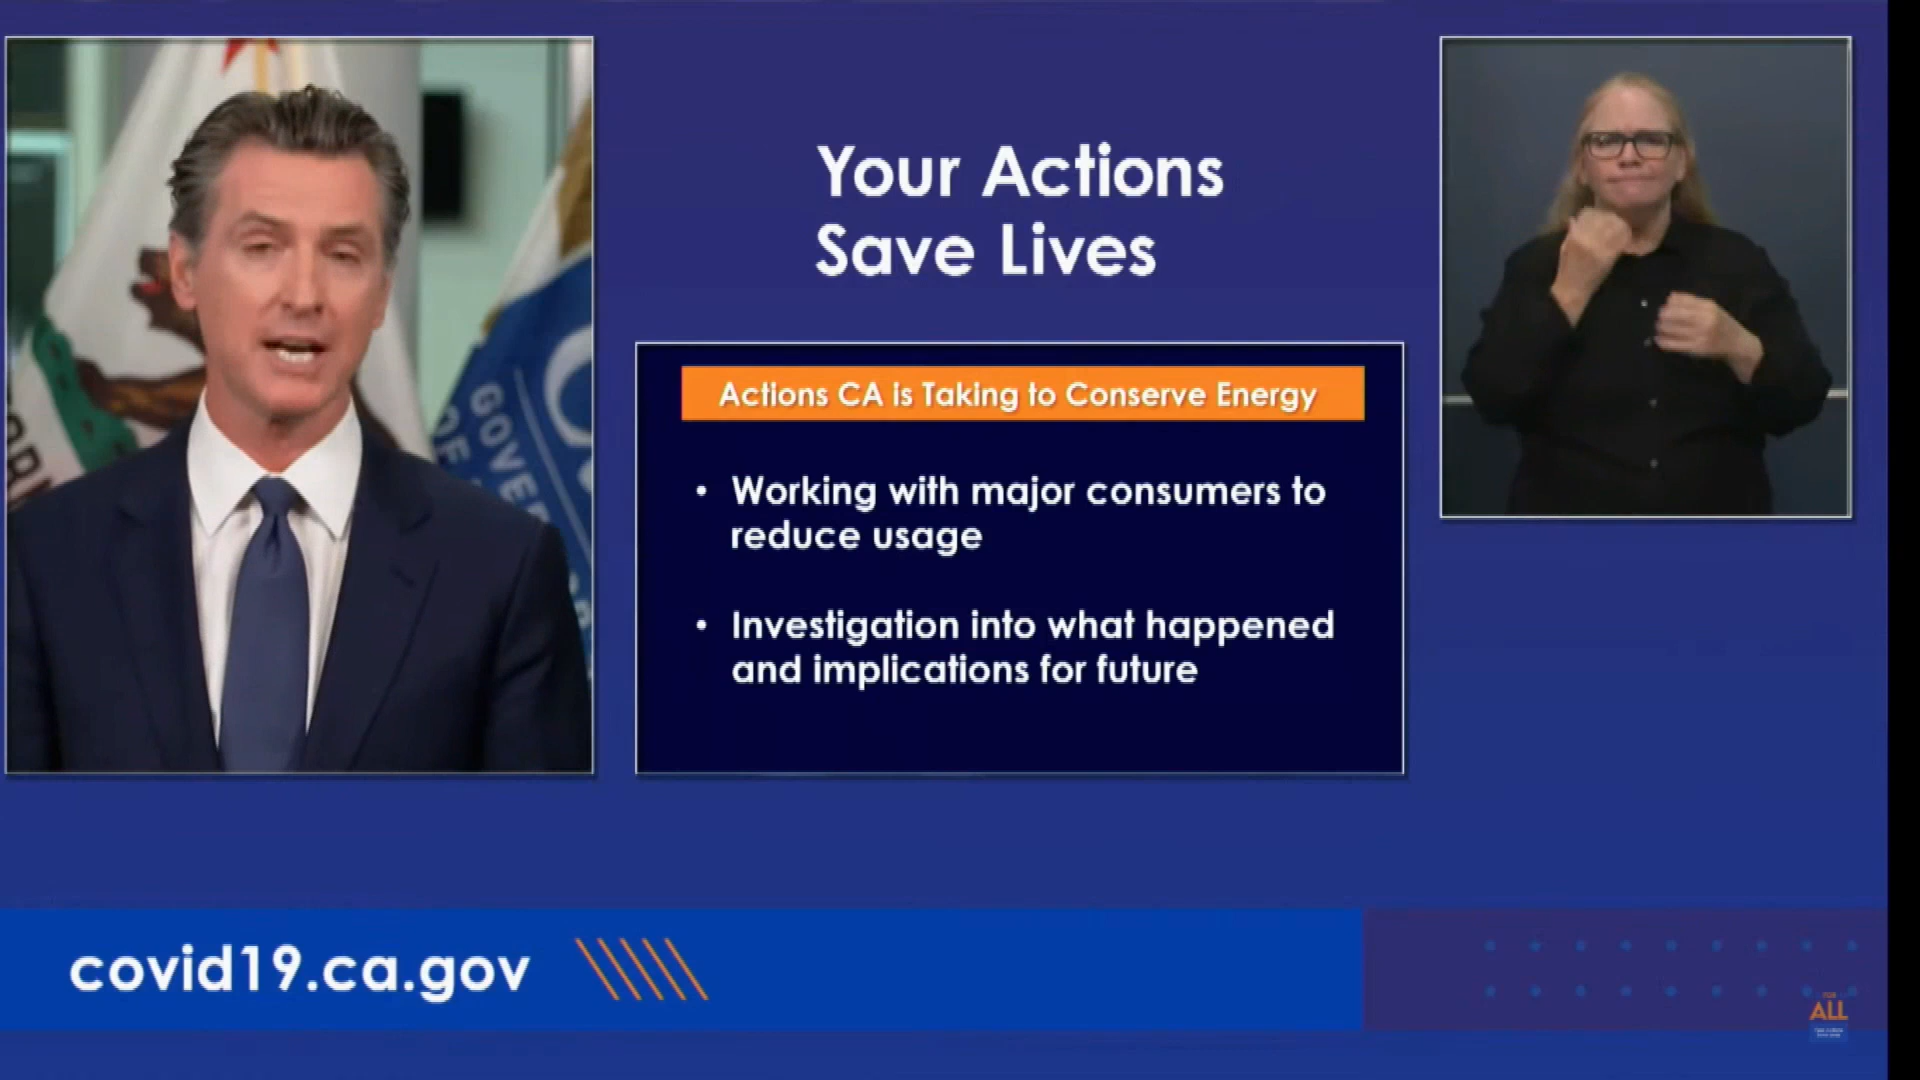 Your Actions
Save Lives
Actions CA is Taking to Conserve Energy
• Working with major consumers to
reduce usage
• Investigation into what happened
and implications for future
covid19.ca.gov
FOR
ALL